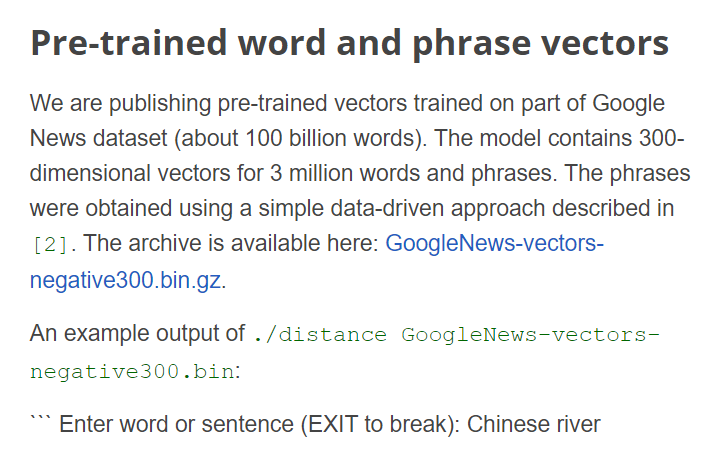 Pre-trained word and phrase vectors
We are publishing pre-trained vectors trained on part of Google
News dataset (about 100 billion words). The model contains 300-
dimensional vectors for 3 million words and phrases. The phrases
were obtained using a simple data-driven approach described in
[2]. The archive is available here: GoogleNews-vectors-
negative300.bin.gz.
An example output of ./distance GoogleNews-vectors-
negative300.bin:
``` Enter word or sentence (EXIT to break): Chinese river